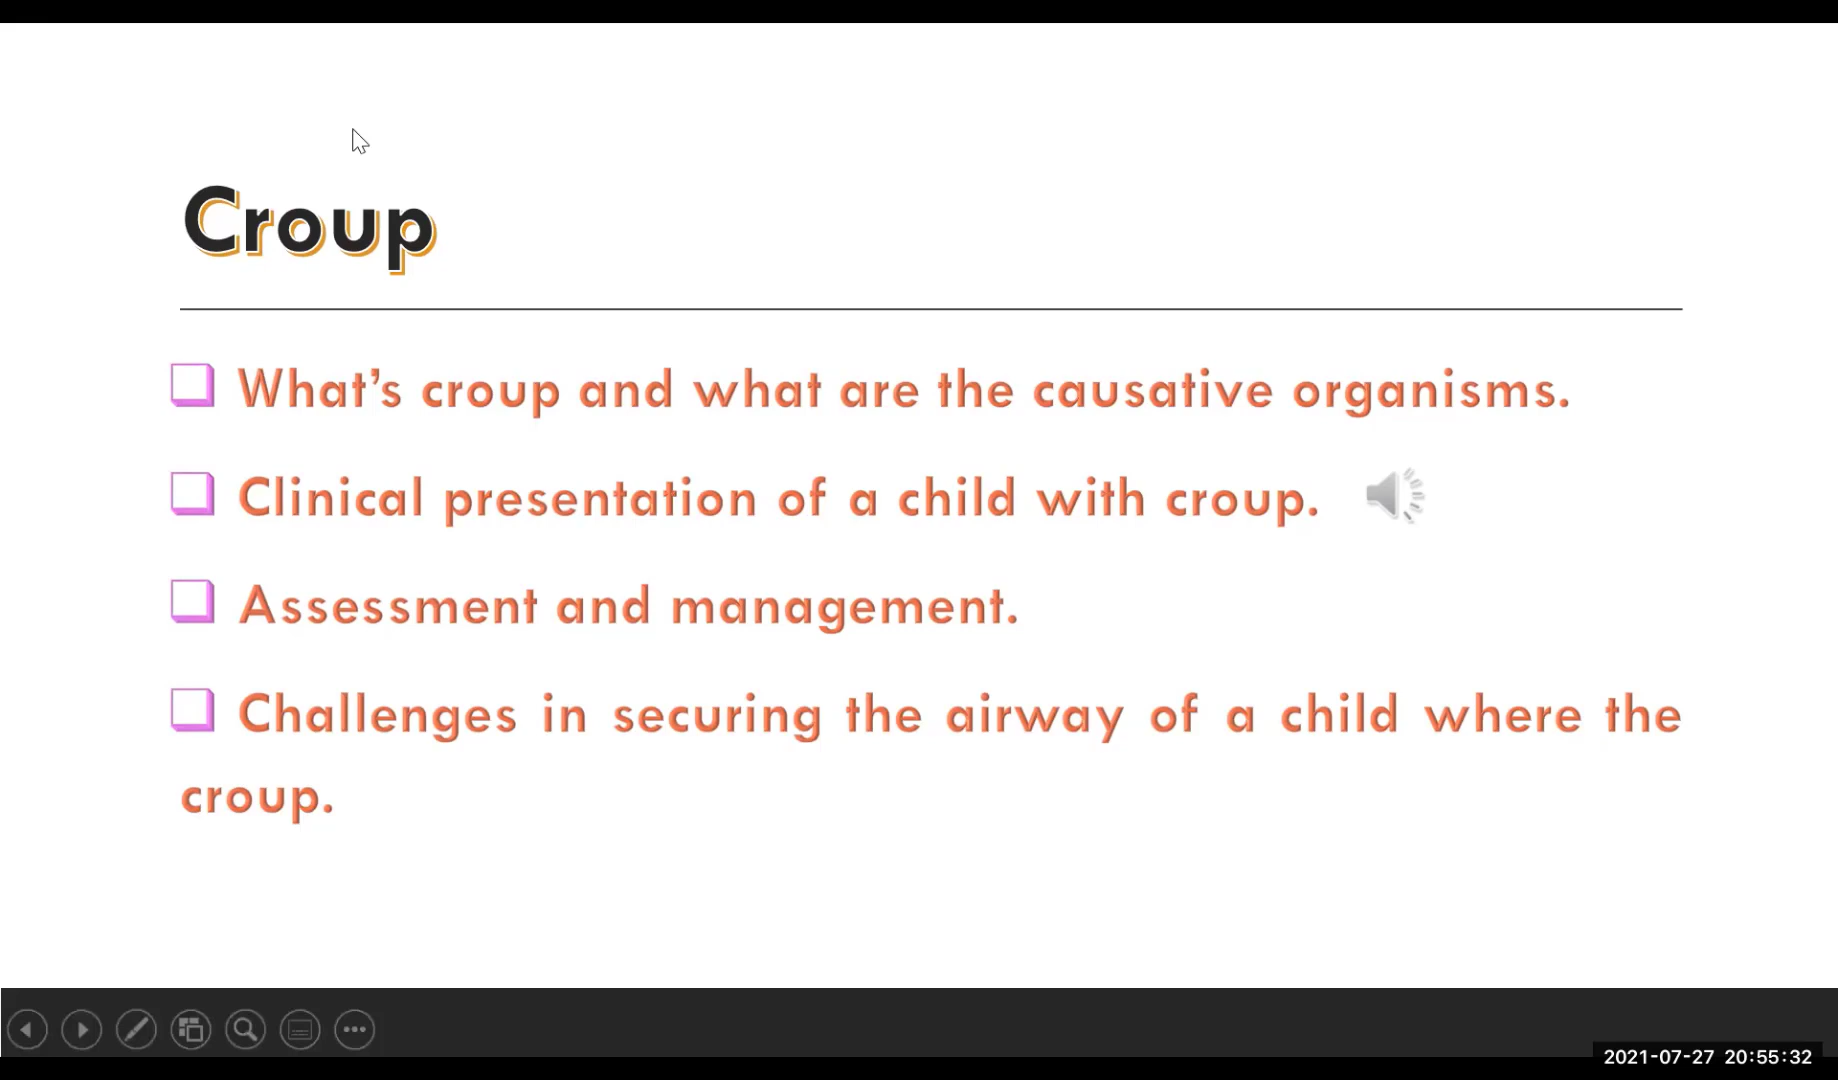 Croup
What's croup and what are the causative organisms.
Clinical presentation of a child with croup.
Assessment and management.
Challenges in securing the airway of a child where the
croup.
2021-07-27 20:55:32